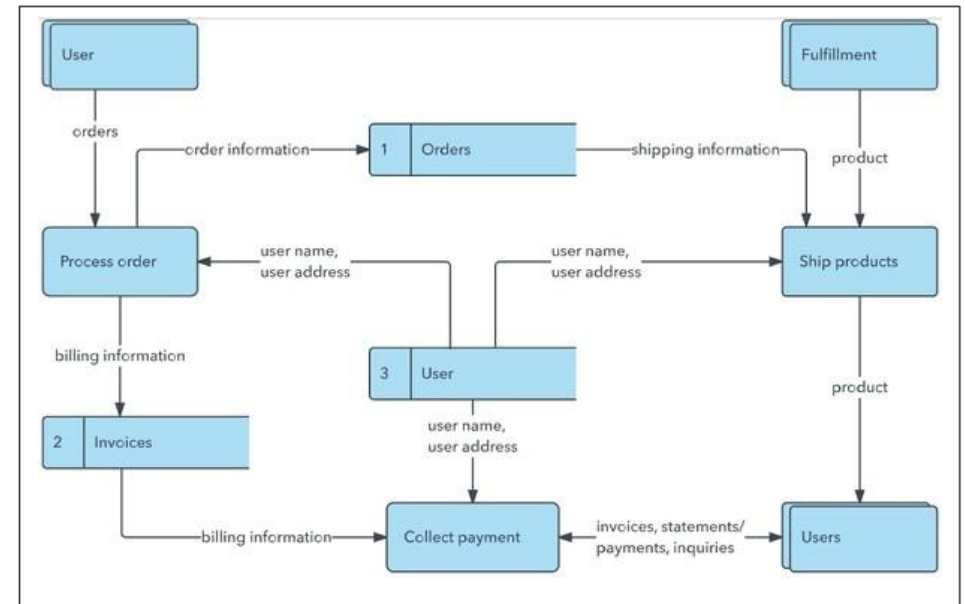 User
Fulfillment
orders
order information
1
Orders
shipping information
product
Process order
user name,
user address
user name,
user address
Ship products
billing information
3
User
product
user name,
user address
2
Invoices
billing information
Collect payment
invoices, statements/
payments, inquiries
Users